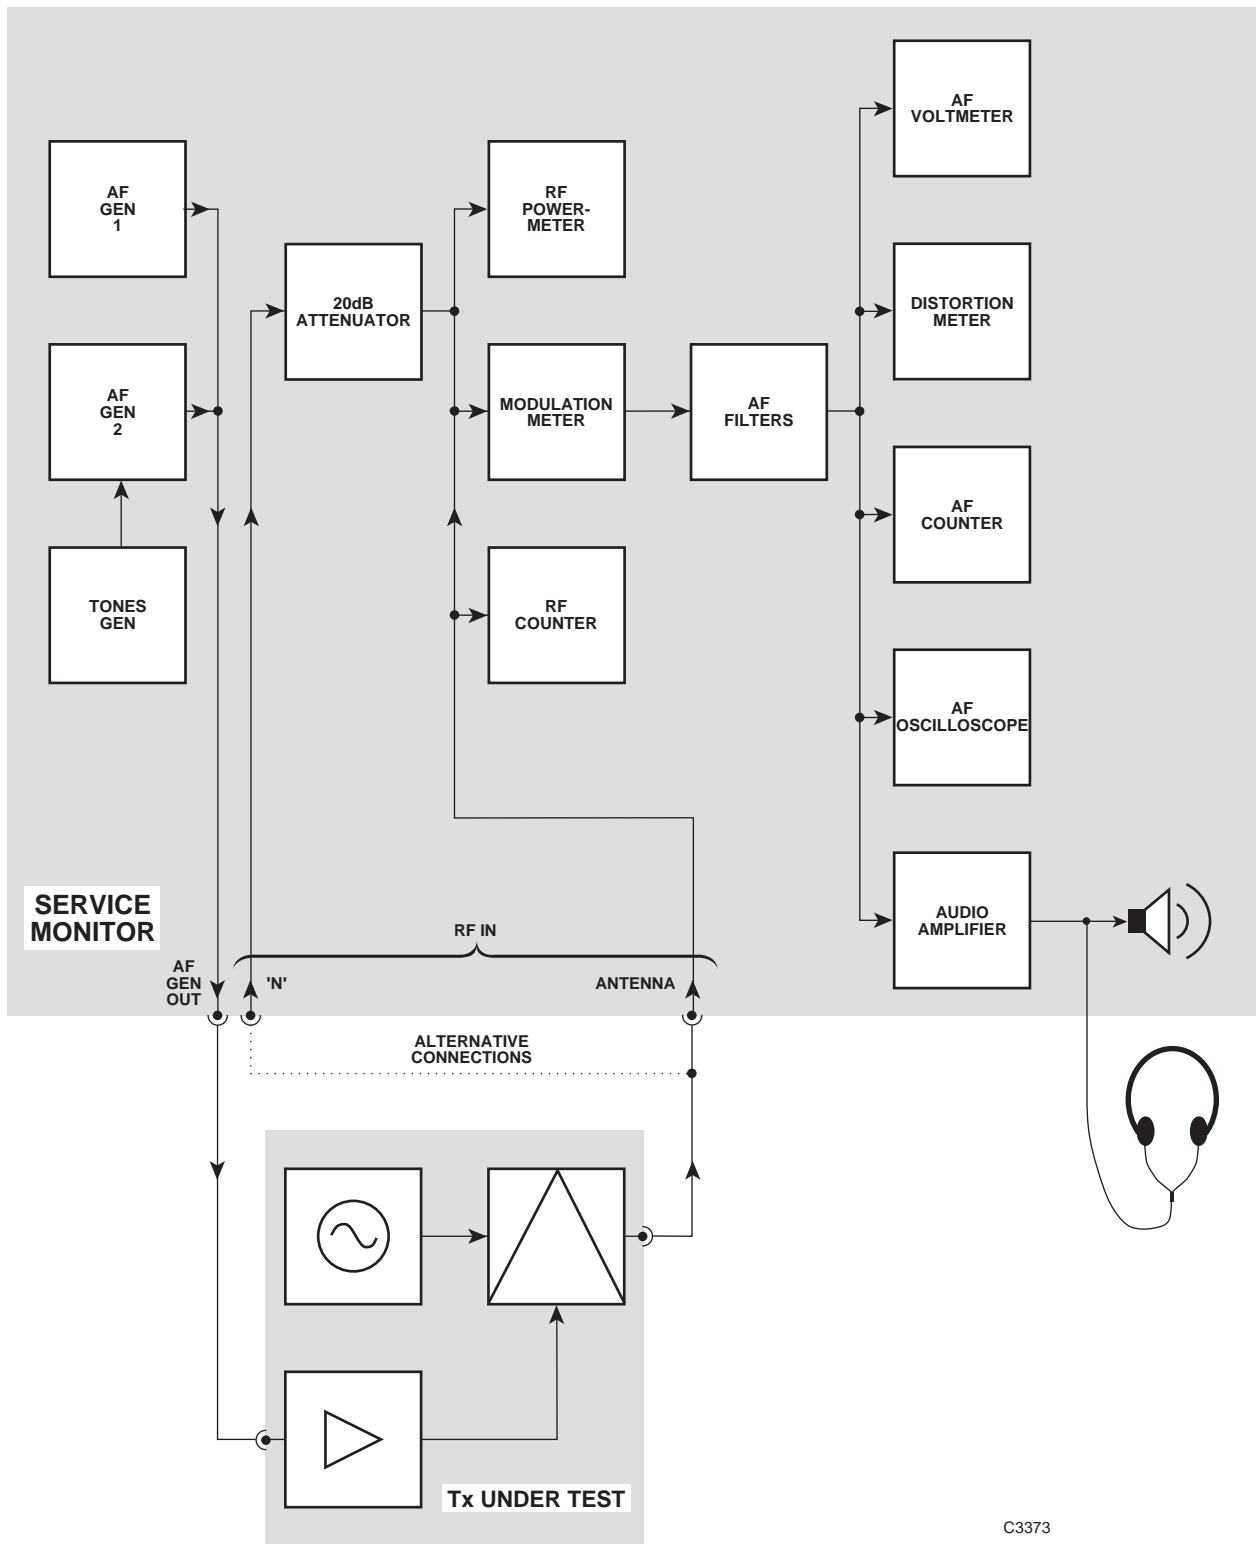 AF
VOLTMETER
AF
GEN
1
RF
POWER-
METER
20dB
ATTENUATOR
DISTORTION
METER
AF
GEN
2
MODULATION
METER
AF
FILTERS
AF
COUNTER
TONES
GEN
RF
COUNTER
AF
OSCILLOSCOPE
AUDIO
AMPLIFIER
SERVICE
MONITOR
RF IN
AF
GEN
OUT
'N'
ANTENNA
ALTERNATIVE
CONNECTIONS
Tx UNDER TEST
C3373